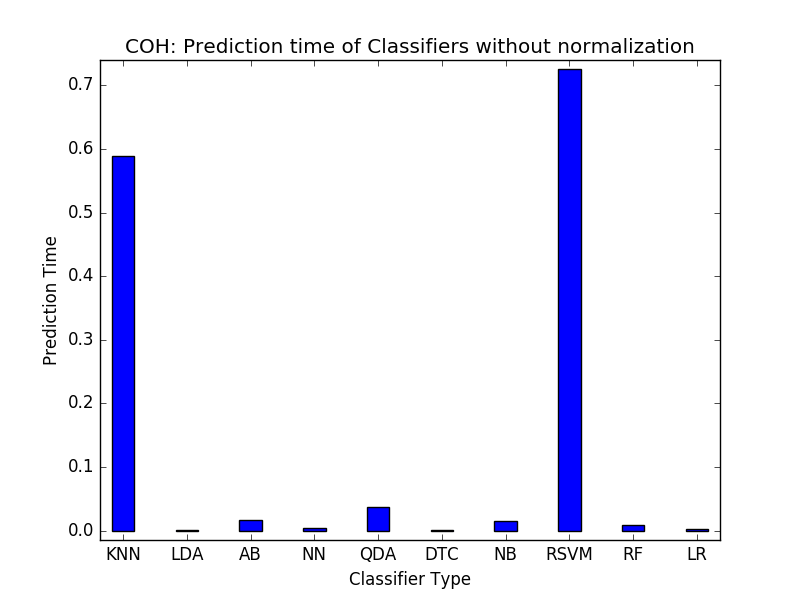 COH: Prediction time of Classifiers without normalization
0.7
0.6
0.5
0.4
0.3
0.2
0.1
0.0
Prediction Time
KNN LDA AB NN QDA DTC NB RSVM RF LR
Classifier Type